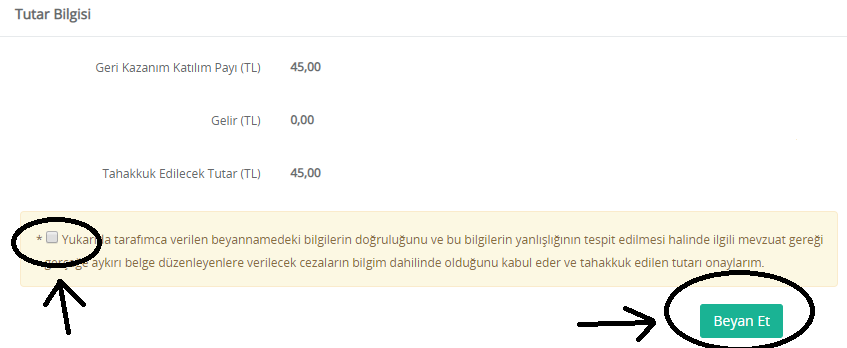 Tutar Bilgisi
Geri Kazanım Katılım Payı (TL) 45,00
Gelir (TL) 0,00
Tahakkuk Edilecek Tutar (TL) 45,00
* Yukarıda tarafımca verilen beyannamedeki bilgilerin doğruluğunu ve bu bilgilerin yanlışlığının tespit edilmesi halinde ilgili mevzuat gereği
gerçeğe aykırı belge düzenleyenlere verilecek cezaların bilgim dahilinde olduğunu kabul eder ve tahakkuk edilen tutarı onaylarım.
Beyan Et